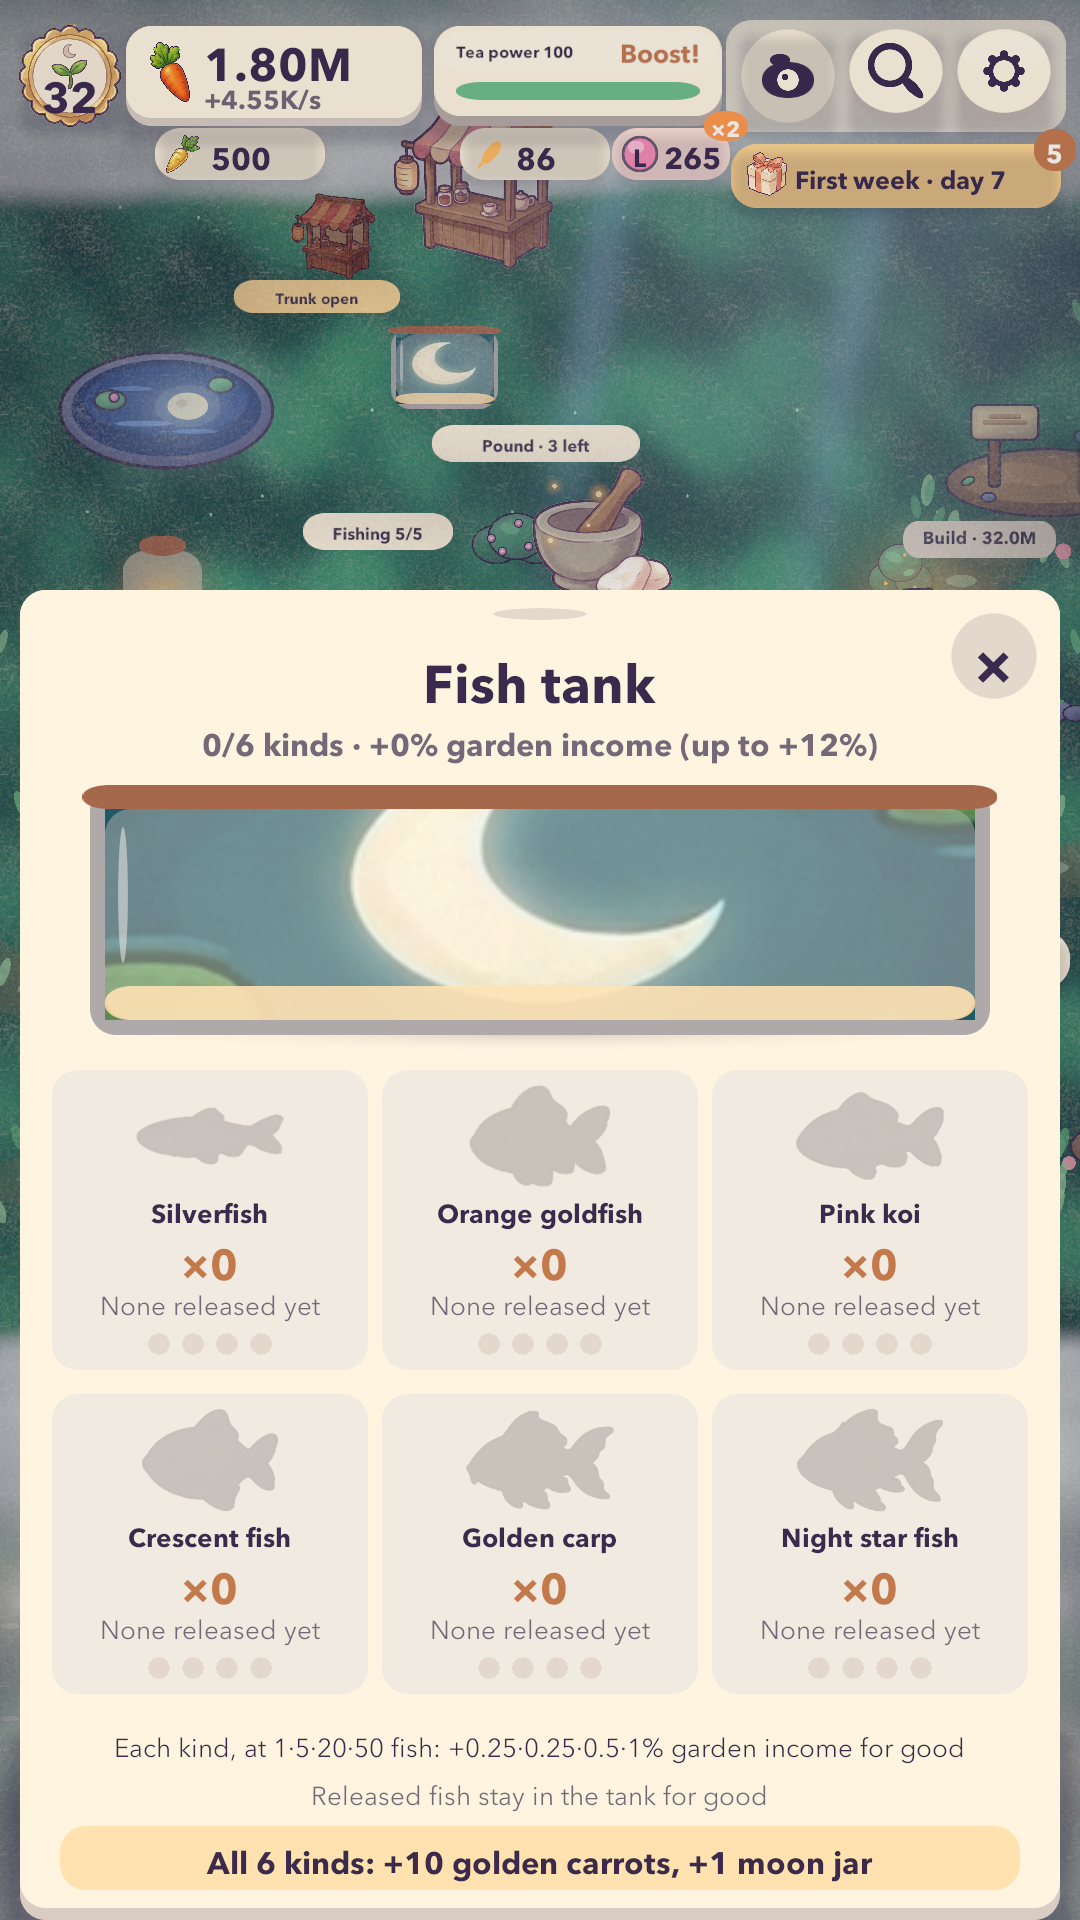 32
1.80M
+4.55K/s
Tea power 100
Boost!
500
86
L 265
×2
First week · day 7
5
Trunk open
Pound · 3 left
Fishing 5/5
Build · 32.0M
Fish tank
×
0/6 kinds · +0% garden income (up to +12%)
Silverfish
×0
None released yet
Orange goldfish
×0
None released yet
Pink koi
×0
None released yet
Crescent fish
×0
None released yet
Golden carp
×0
None released yet
Night star fish
×0
None released yet
Each kind, at 1·5·20·50 fish: +0.25·0.25·0.5·1% garden income for good
Released fish stay in the tank for good
All 6 kinds: +10 golden carrots, +1 moon jar